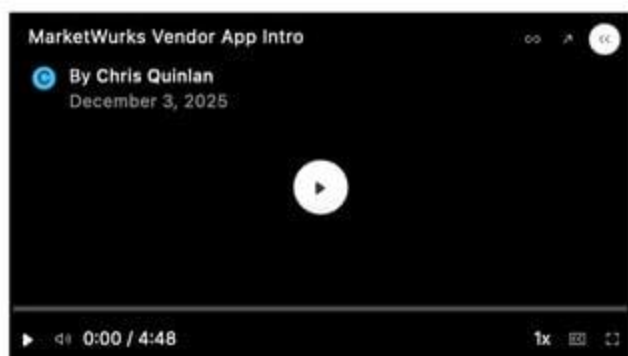 MarketWurks Vendor App Intro
By Chris Quinlan
December 3, 2025
0:00 / 4:48
1x